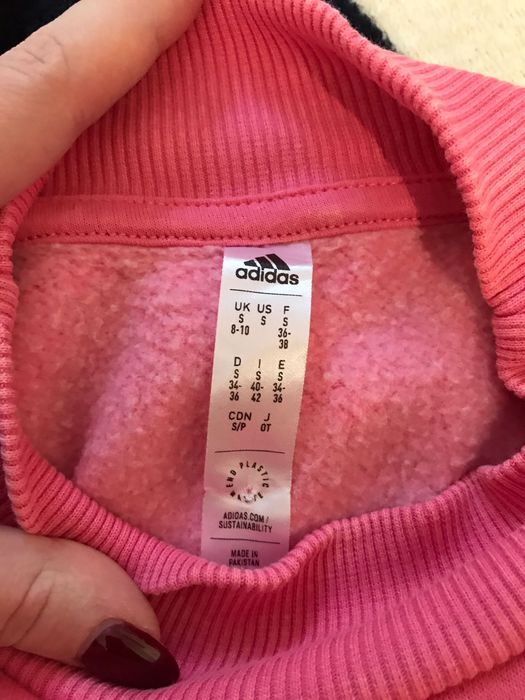 adidas
UK US F
S S S
8-10 36-
38
D I E
S S S
34- 40- 34-
36 42 36
CDN J
S/P OT
END PLASTIC
WASTE
ADIDAS.COM/
SUSTAINABILITY
MADE IN
PAKISTAN